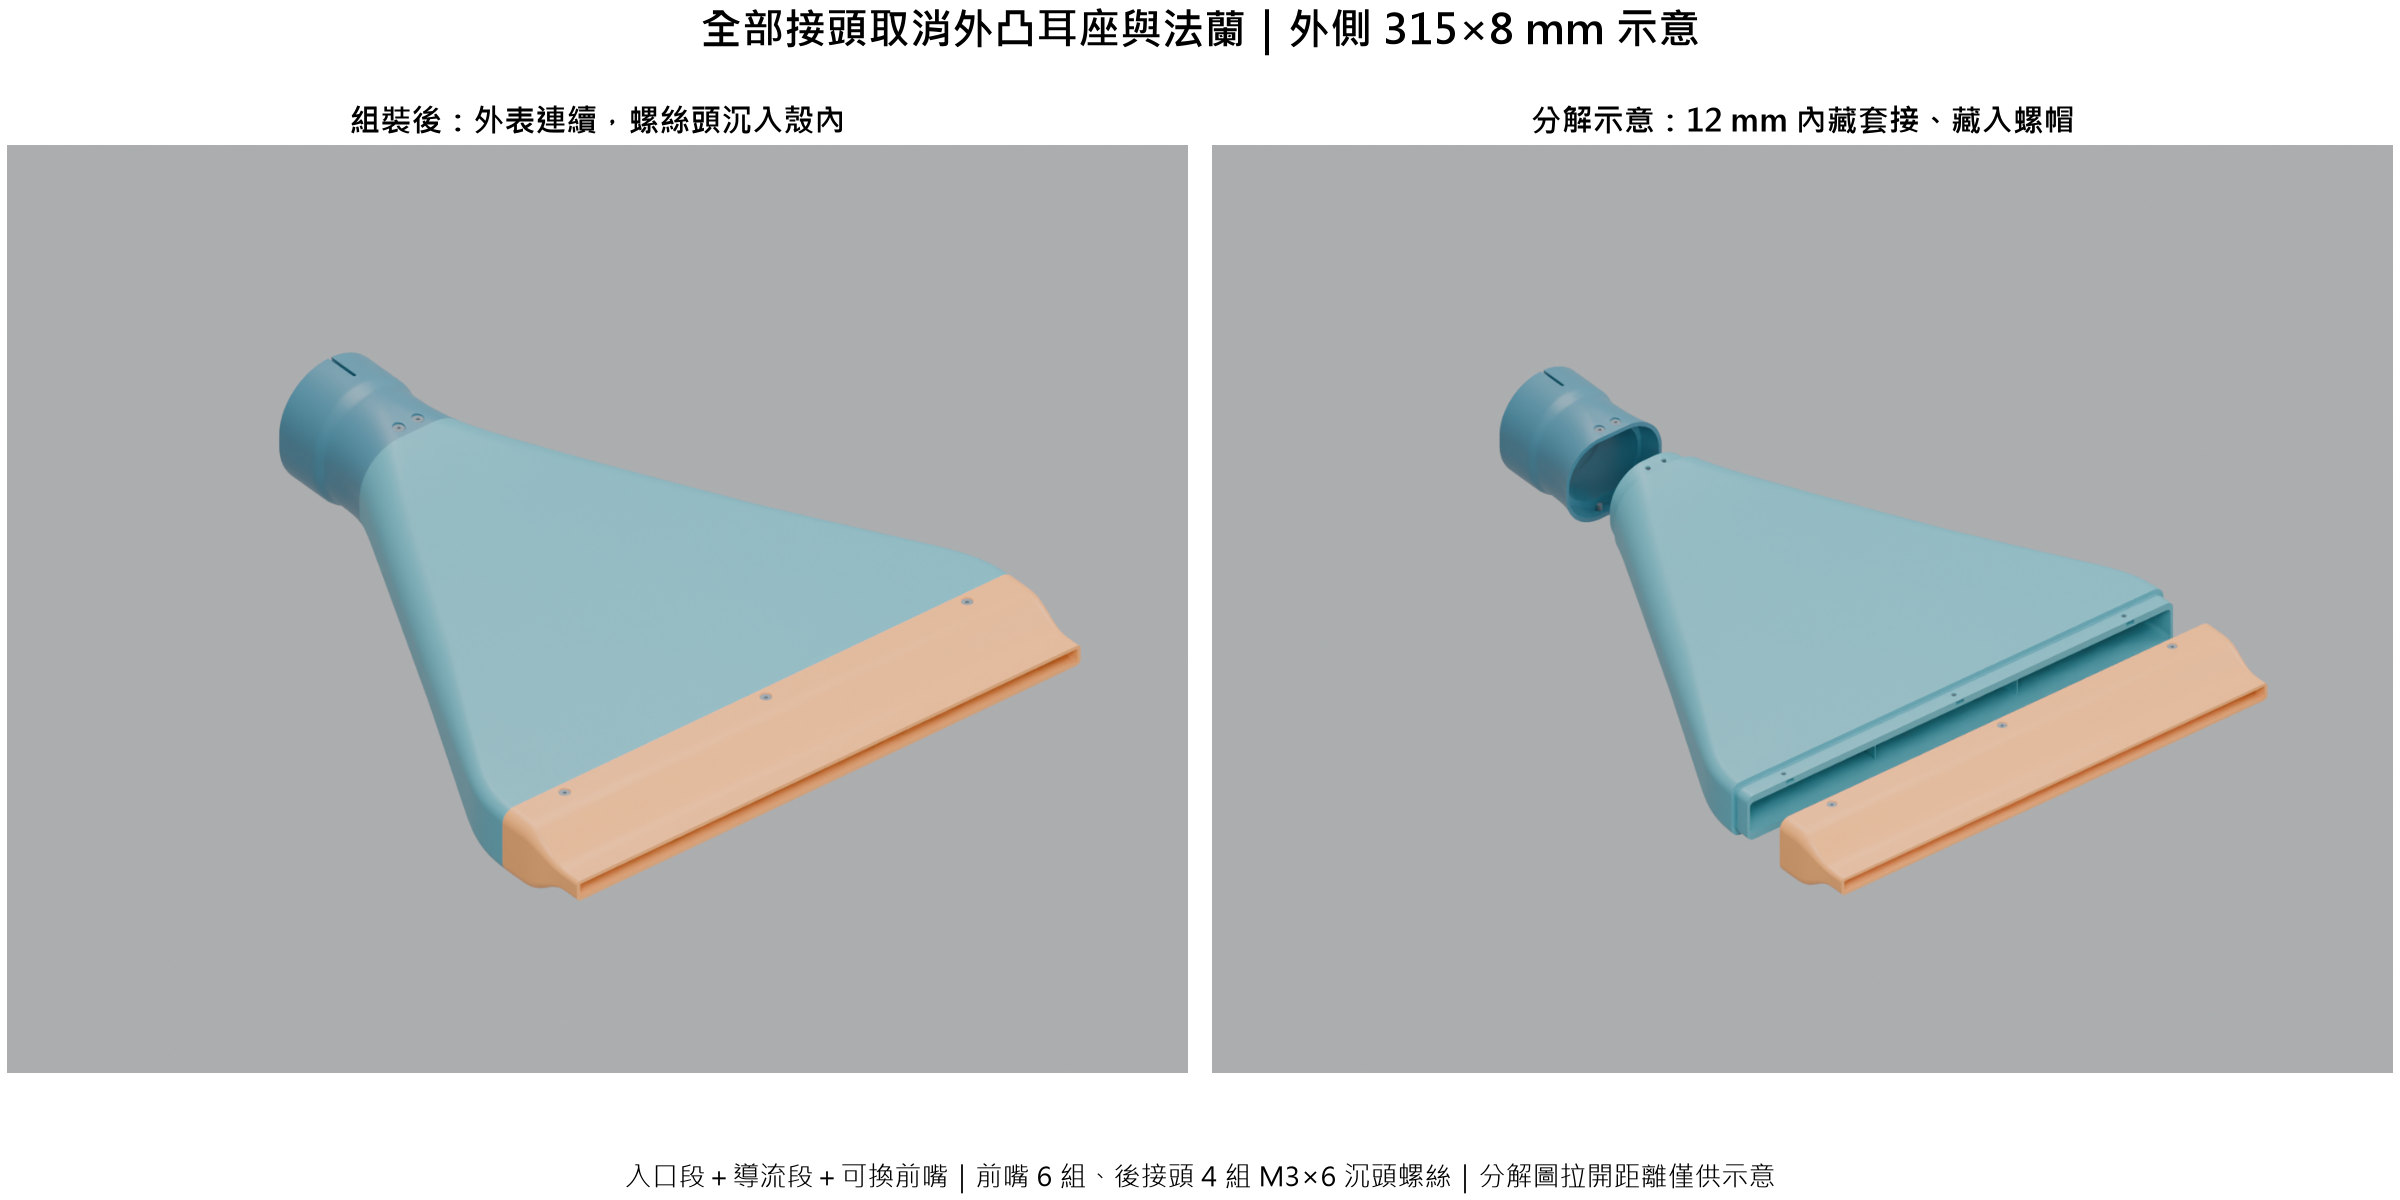 全部接頭取消外凸耳座與法蘭｜外側 315×8 mm 示意
組裝後：外表連續，螺絲頭沉入殼內
分解示意：12 mm 內藏套接、藏入螺帽
入口段＋導流段＋可換前嘴｜前嘴 6 組、後接頭 4 組 M3×6 沉頭螺絲｜分解圖拉開距離僅供示意